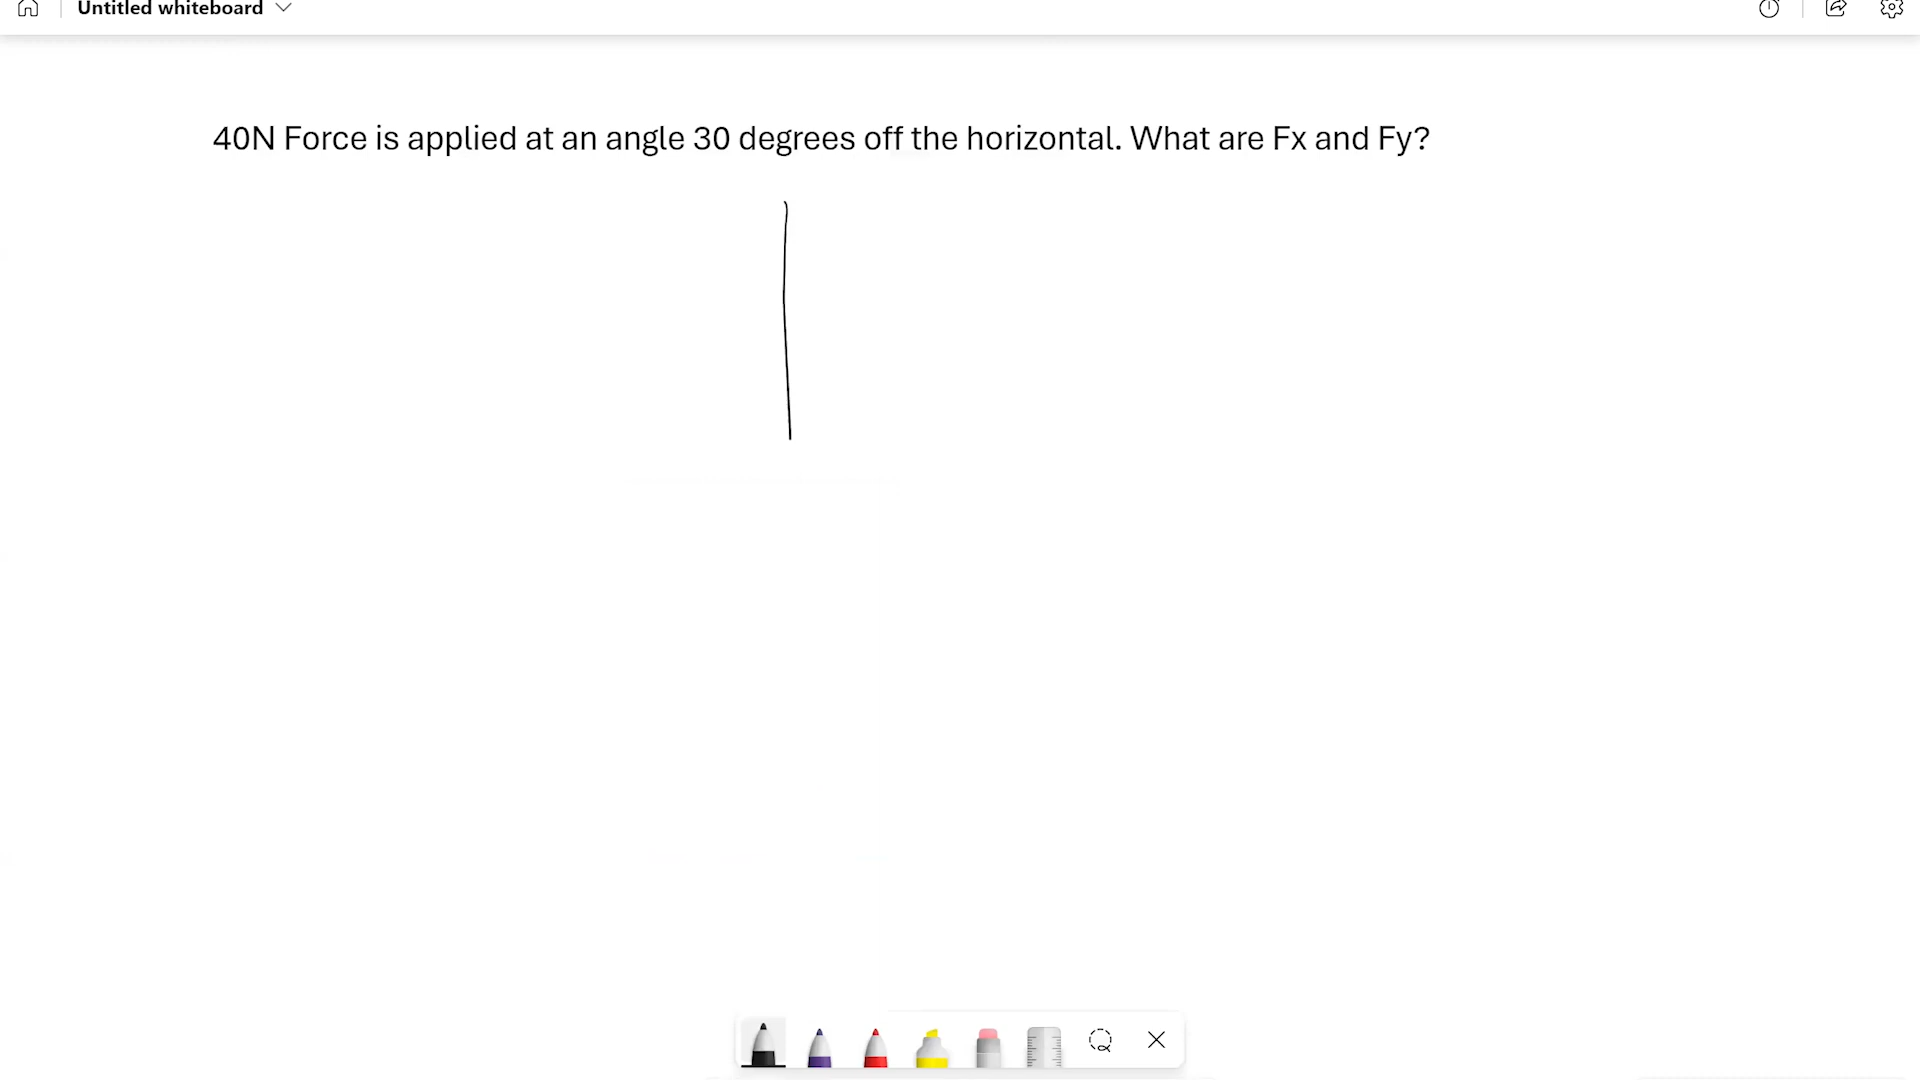 Untitled whiteboard
40N Force is applied at an angle 30 degrees off the horizontal. What are Fx and Fy?